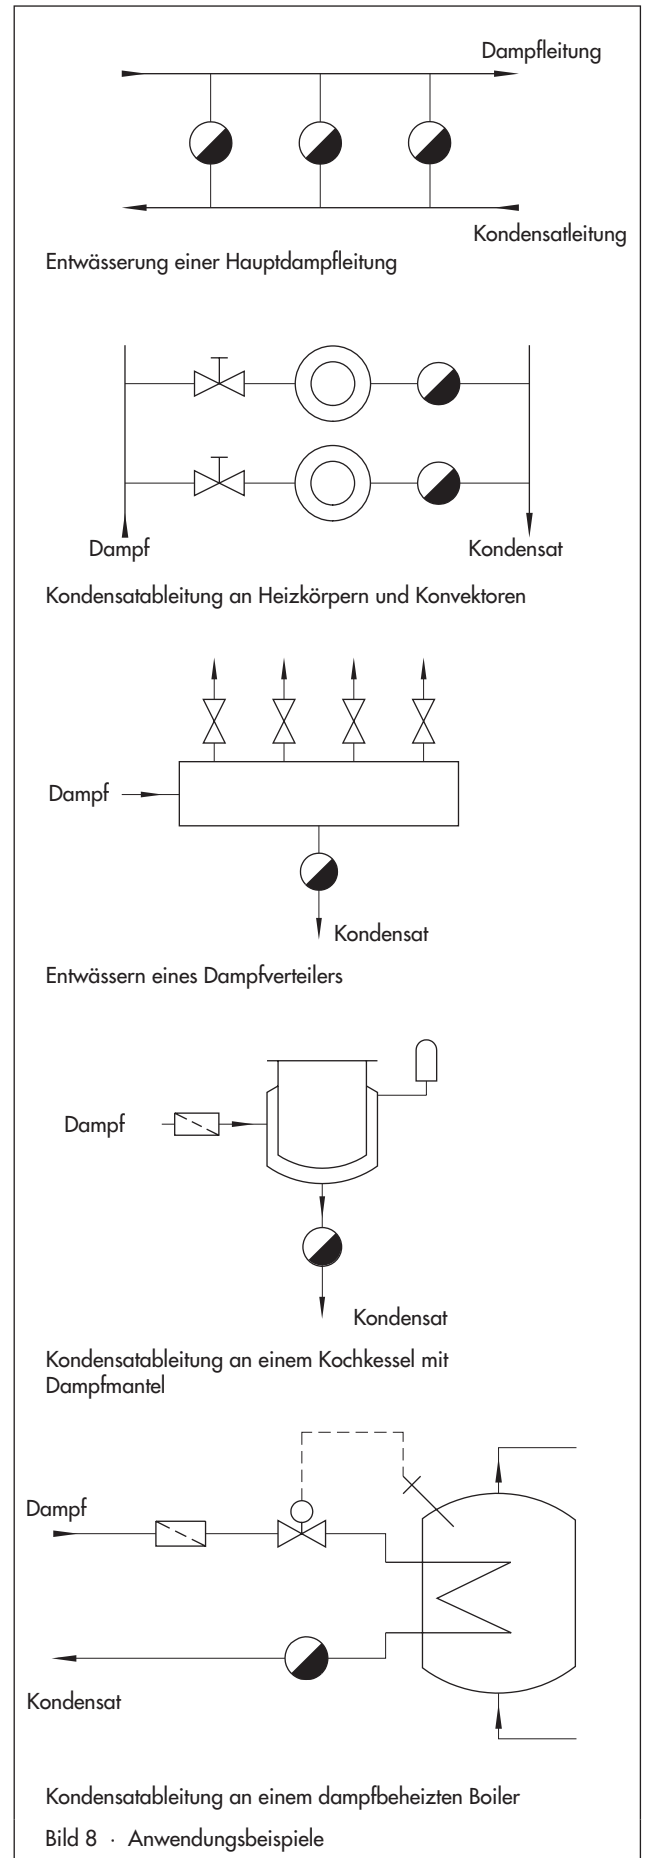 Dampfleitung
Kondensatleitung
Entwässerung einer Hauptdampfleitung
Dampf
Kondensat
Kondensatableitung an Heizkörpern und Konvektoren
Dampf
Kondensat
Entwässern eines Dampfverteilers
Dampf
Kondensat
Kondensatableitung an einem Kochkessel mit
Dampfmantel
Dampf
Kondensat
Kondensatableitung an einem dampfbeheizten Boiler
Bild 8 · Anwendungsbeispiele